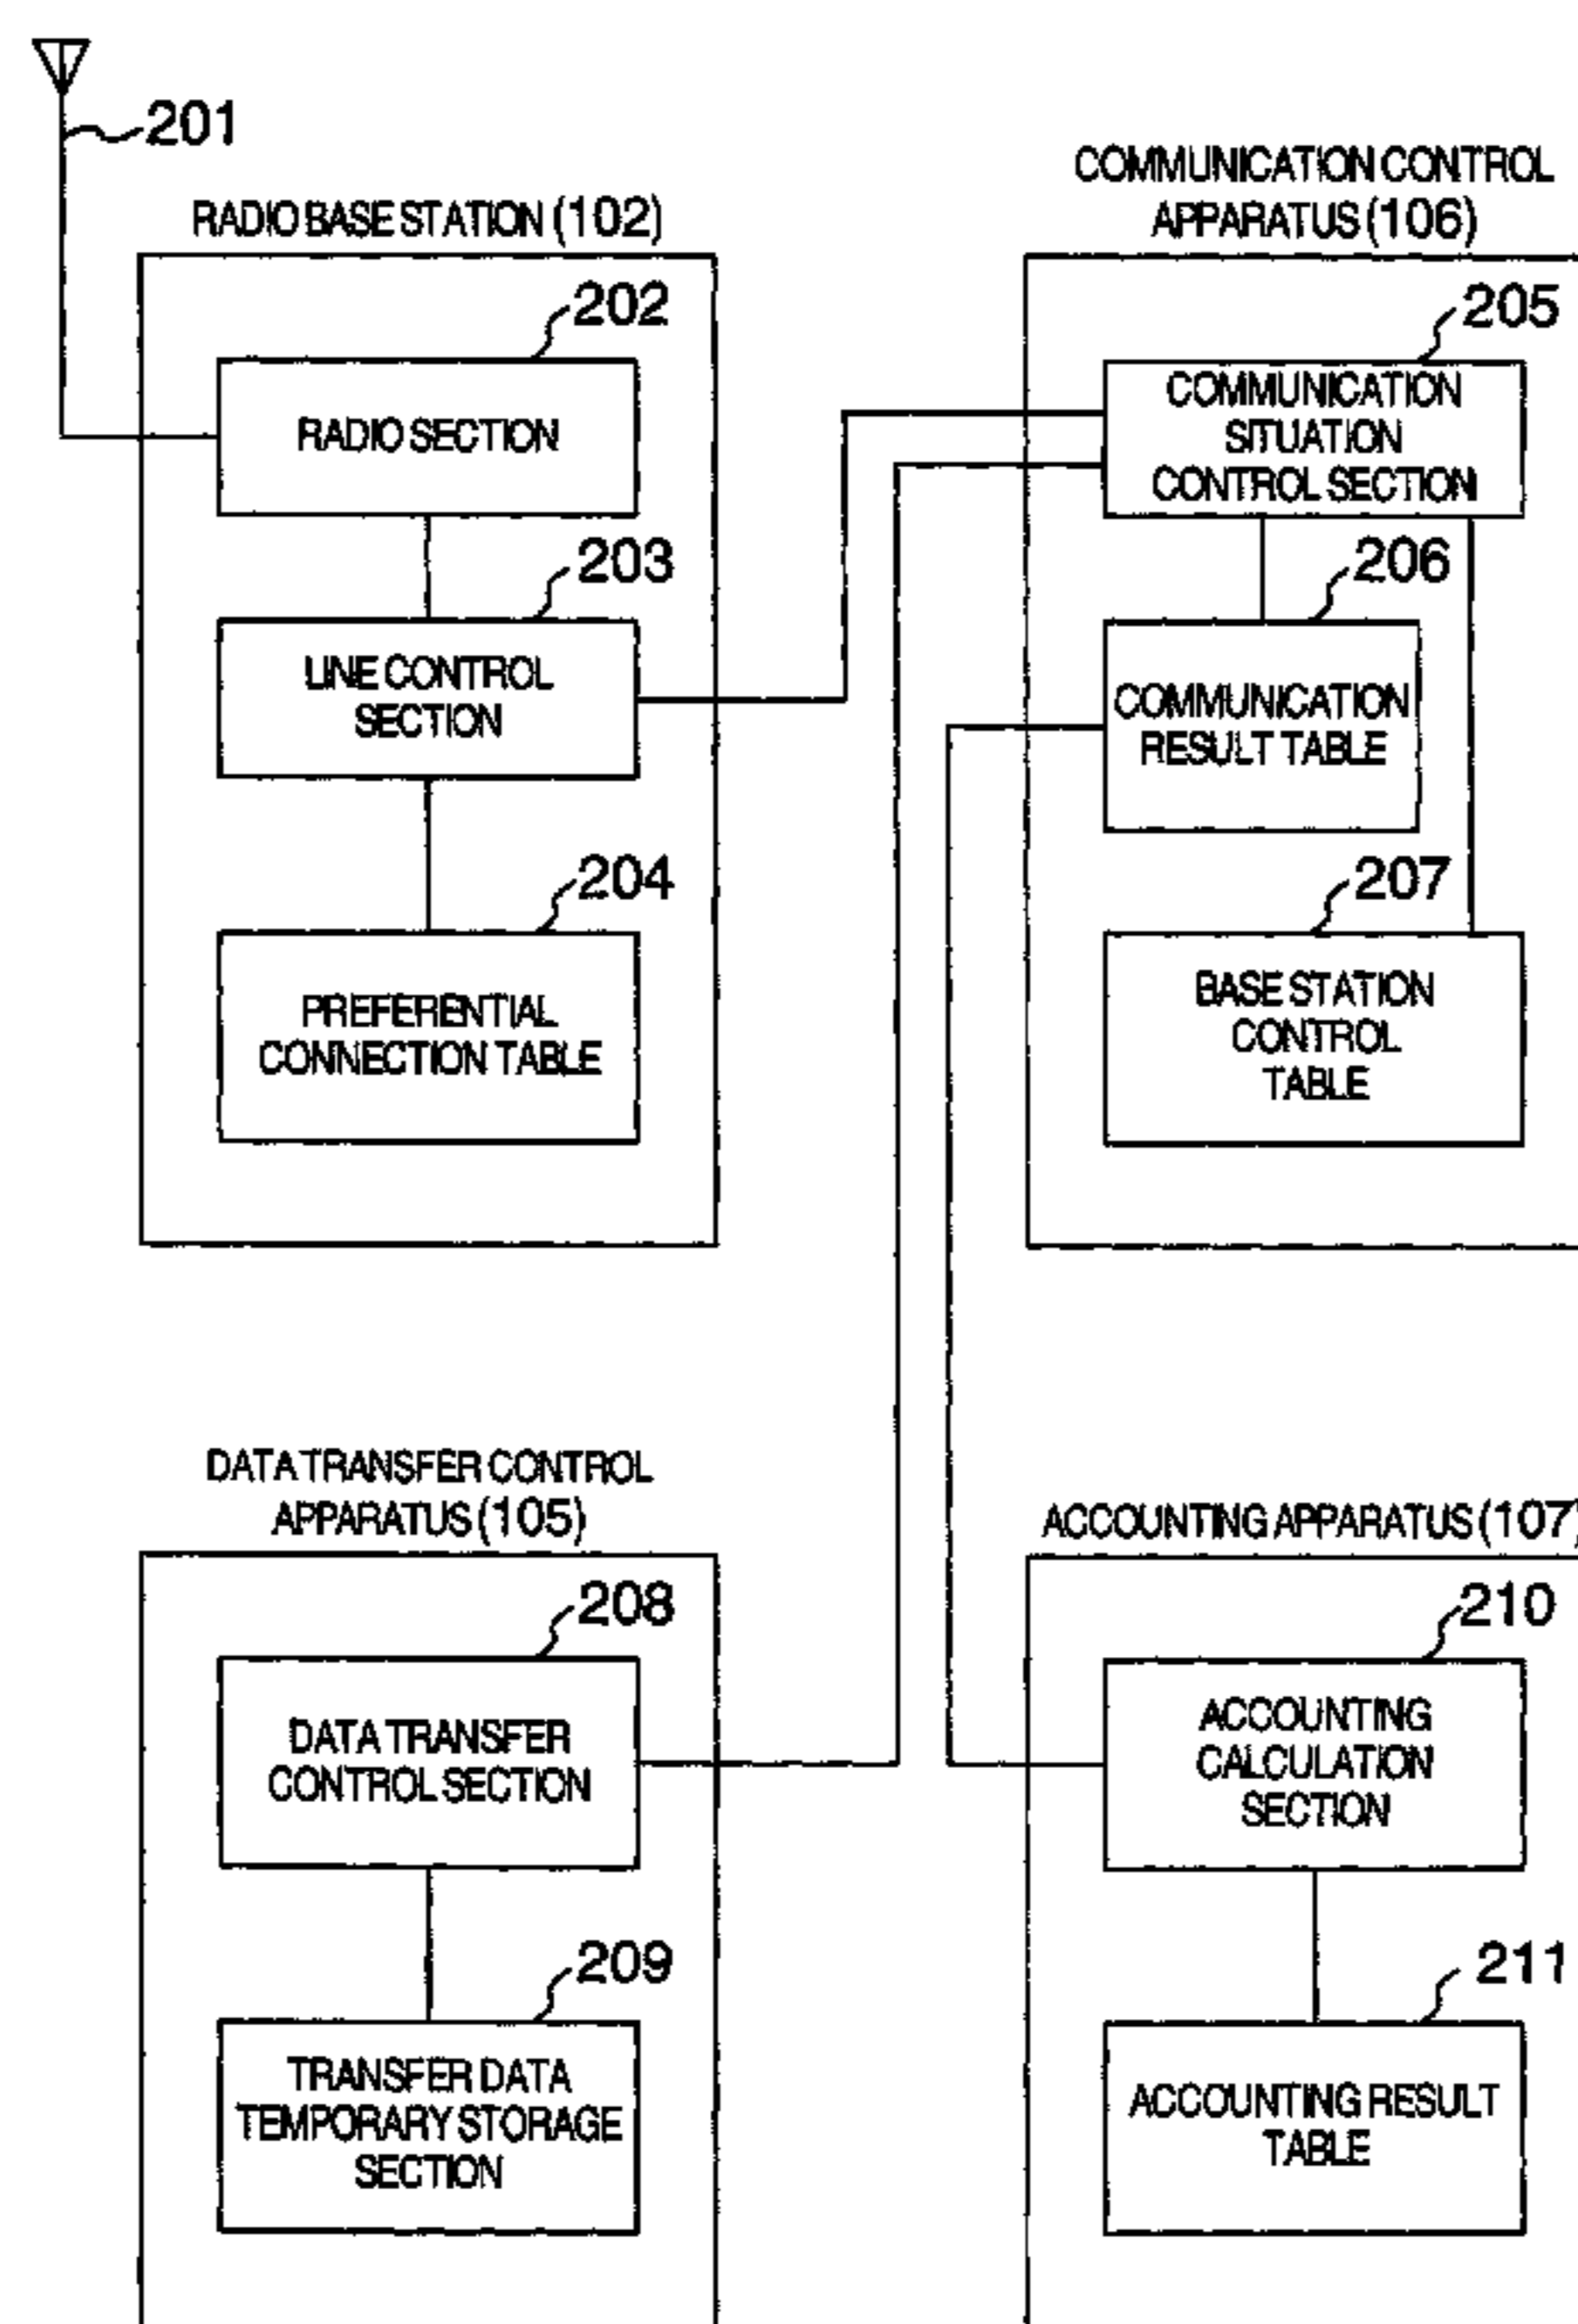 201
RADIO BASE STATION (102)
202
RADIO SECTION
203
LINE CONTROL
SECTION
204
PREFERENTIAL
CONNECTION TABLE
COMMUNICATION CONTROL
APPARATUS (106)
205
COMMUNICATION
SITUATION
CONTROL SECTION
206
COMMUNICATION
RESULT TABLE
207
BASE STATION
CONTROL
TABLE
DATA TRANSFER CONTROL
APPARATUS (105)
208
DATA TRANSFER
CONTROL SECTION
209
TRANSFER DATA
TEMPORARY STORAGE
SECTION
ACCOUNTING APPARATUS (107)
210
ACCOUNTING
CALCULATION
SECTION
211
ACCOUNTING RESULT
TABLE